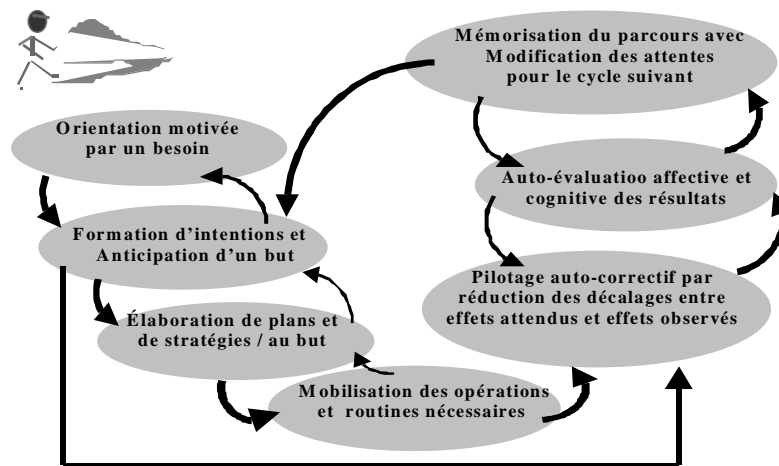 Mémorisation du parcours avec
Modification des attentes
pour le cycle suivant
Orientation motivée
par un besoin
Auto-évaluatioo affective et
cognitive des résultats
Formation d'intentions et
Anticipation d'un but
Pilotage auto-correctif par
réduction des décalages entre
effets attendus et effets observés
Élaboration de plans et
de stratégies / au but
Mobilisation des opérations
et routines nécessaires